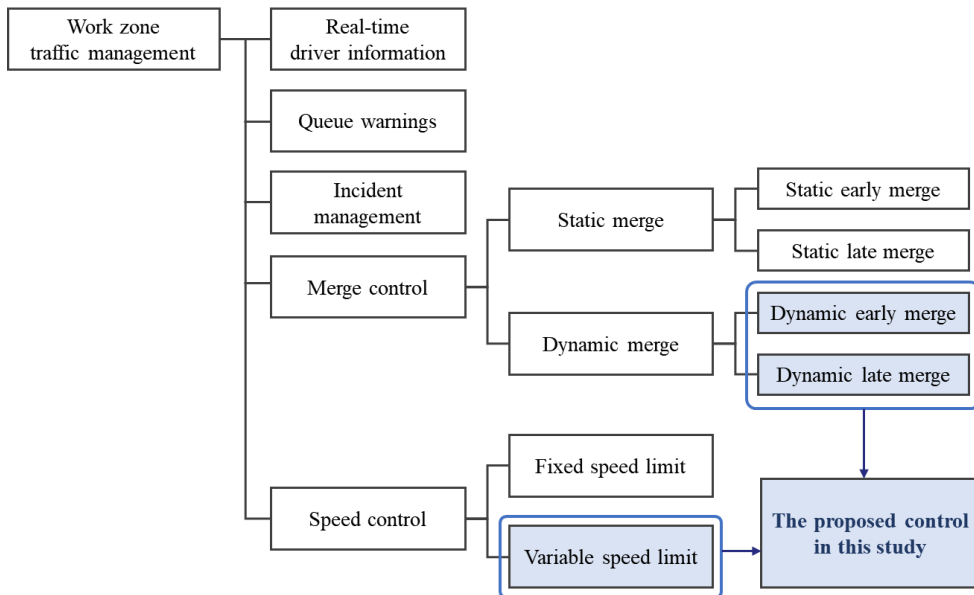 Work zone
traffic management
Real-time
driver information
Queue warnings
Incident
management
Merge control
Static merge
Static early merge
Static late merge
Dynamic merge
Dynamic early merge
Dynamic late merge
Speed control
Fixed speed limit
Variable speed limit
The proposed control
in this study